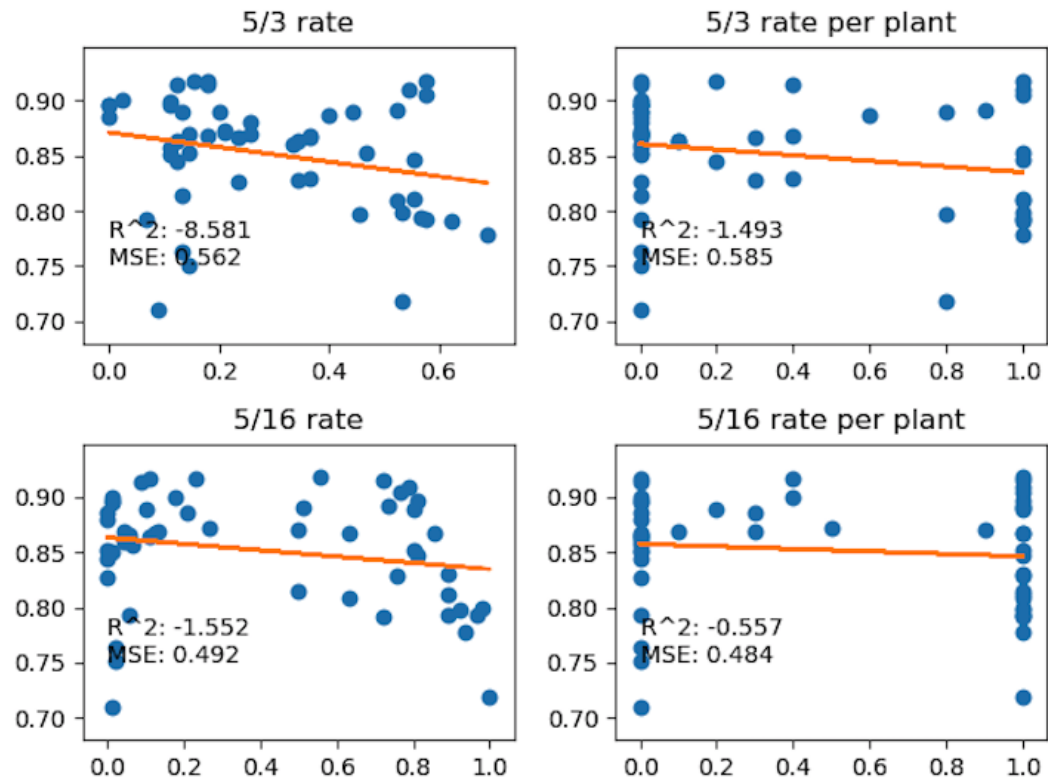 5/3 rate
0.90
0.85
0.80
0.75
0.70
R^2: -8.581
MSE: 0.562
0.0 0.2 0.4 0.6
5/3 rate per plant
0.90
0.85
0.80
0.75
0.70
R^2: -1.493
MSE: 0.585
0.0 0.2 0.4 0.6 0.8 1.0
5/16 rate
0.90
0.85
0.80
0.75
0.70
R^2: -1.552
MSE: 0.492
0.0 0.2 0.4 0.6 0.8 1.0
5/16 rate per plant
0.90
0.85
0.80
0.75
0.70
R^2: -0.557
MSE: 0.484
0.0 0.2 0.4 0.6 0.8 1.0